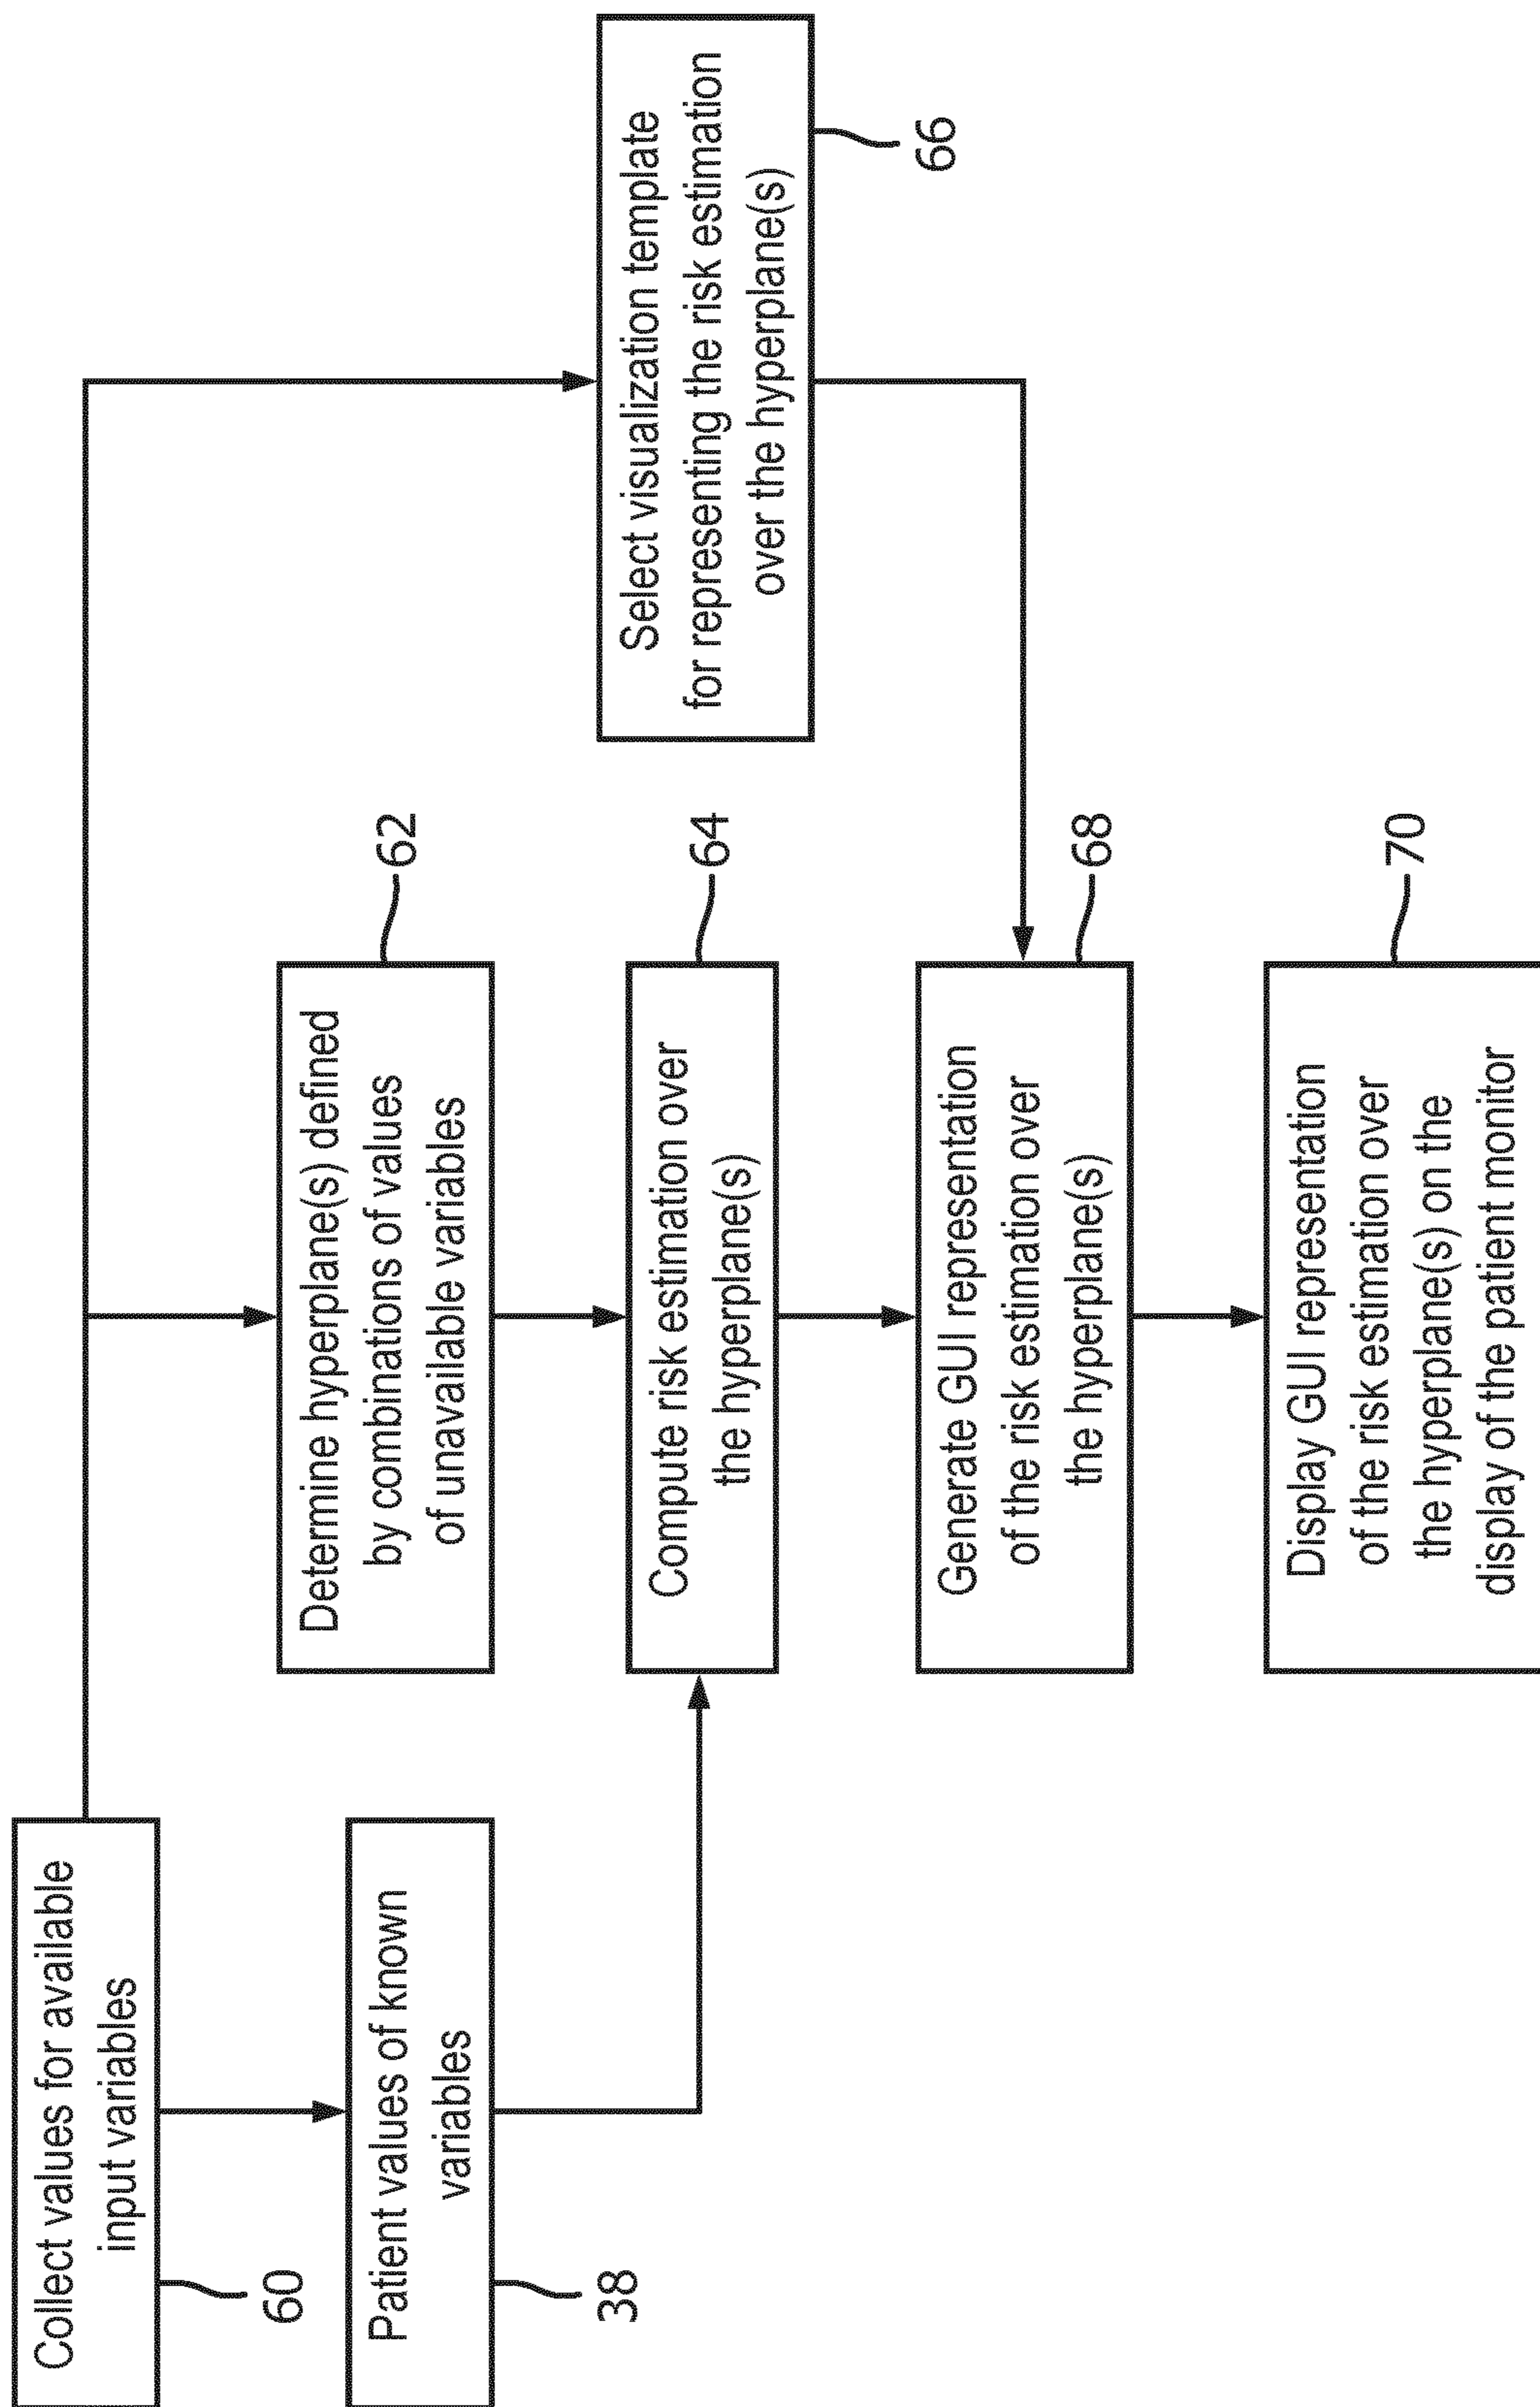 Collect values for available
input variables
60
Patient values of known
variables
38
Determine hyperplane(s) defined
by combinations of values
of unavailable variables
62
Compute risk estimation over
the hyperplane(s)
64
Select visualization template
for representing the risk estimation
over the hyperplane(s)
66
Generate GUI representation
of the risk estimation over
the hyperplane(s)
68
Display GUI representation
of the risk estimation over
the hyperplane(s) on the
display of the patient monitor
70